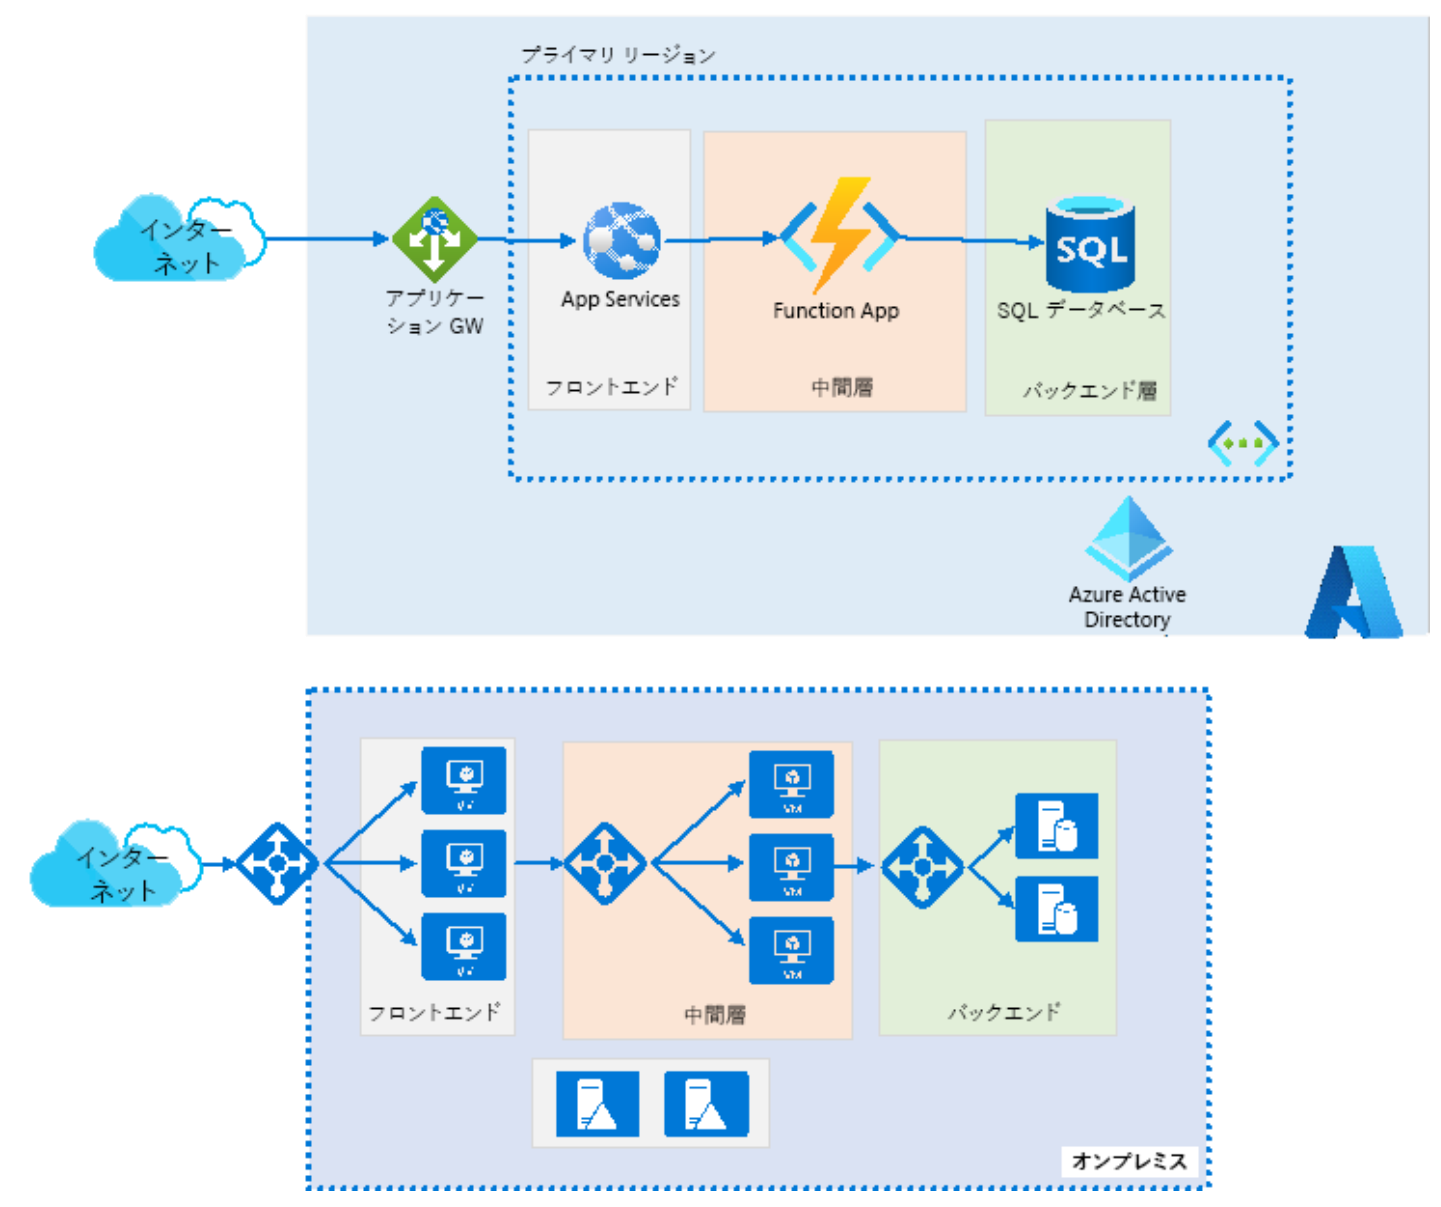 プライマリ リージョン
インター
ネット
アプリケー
ション GW
App Services
Function App
SQL
SQL データベース
フロントエンド
中間層
バックエンド層
Azure Active
Directory
インター
ネット
VM
VM
VM
フロントエンド
中間層
バックエンド
オンプレミス